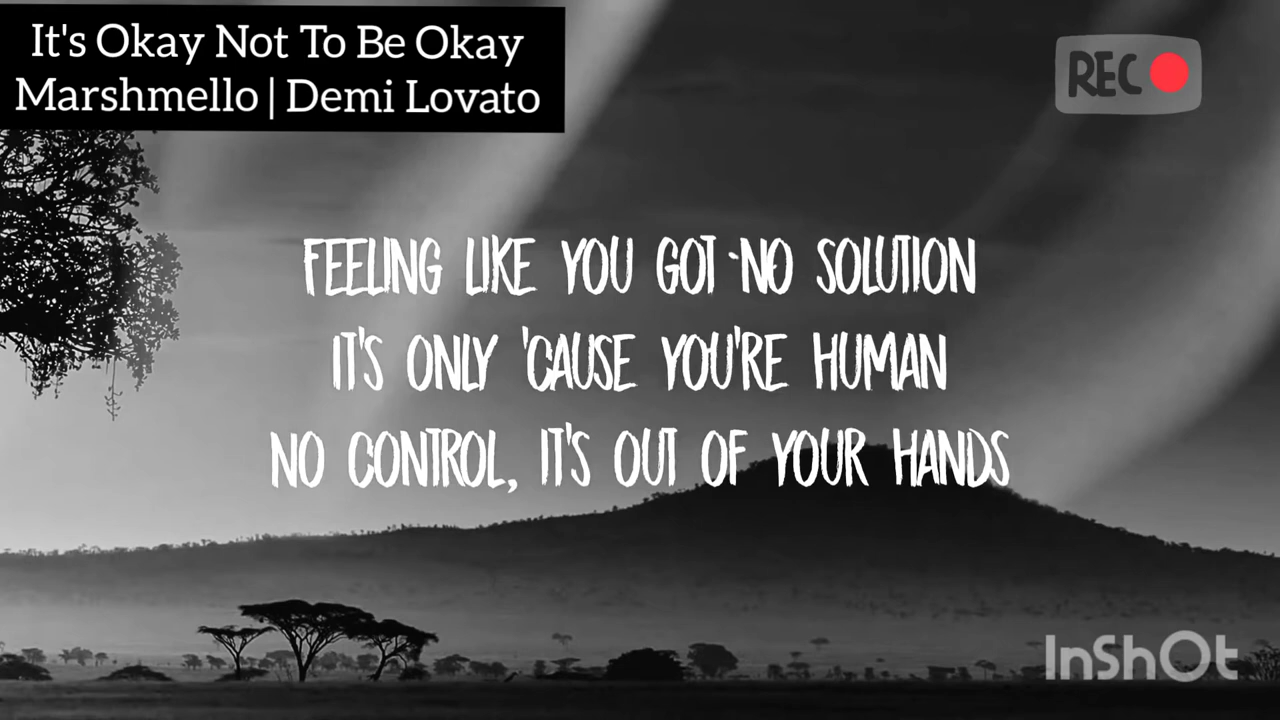 It's Okay Not To Be Okay
Marshmello | Demi Lovato
REC
FEELING LIKE YOU GOT NO SOLUTION
IT'S ONLY 'CAUSE YOU'RE HUMAN
NO CONTROL, IT'S OUT OF YOUR HANDS
InShOt